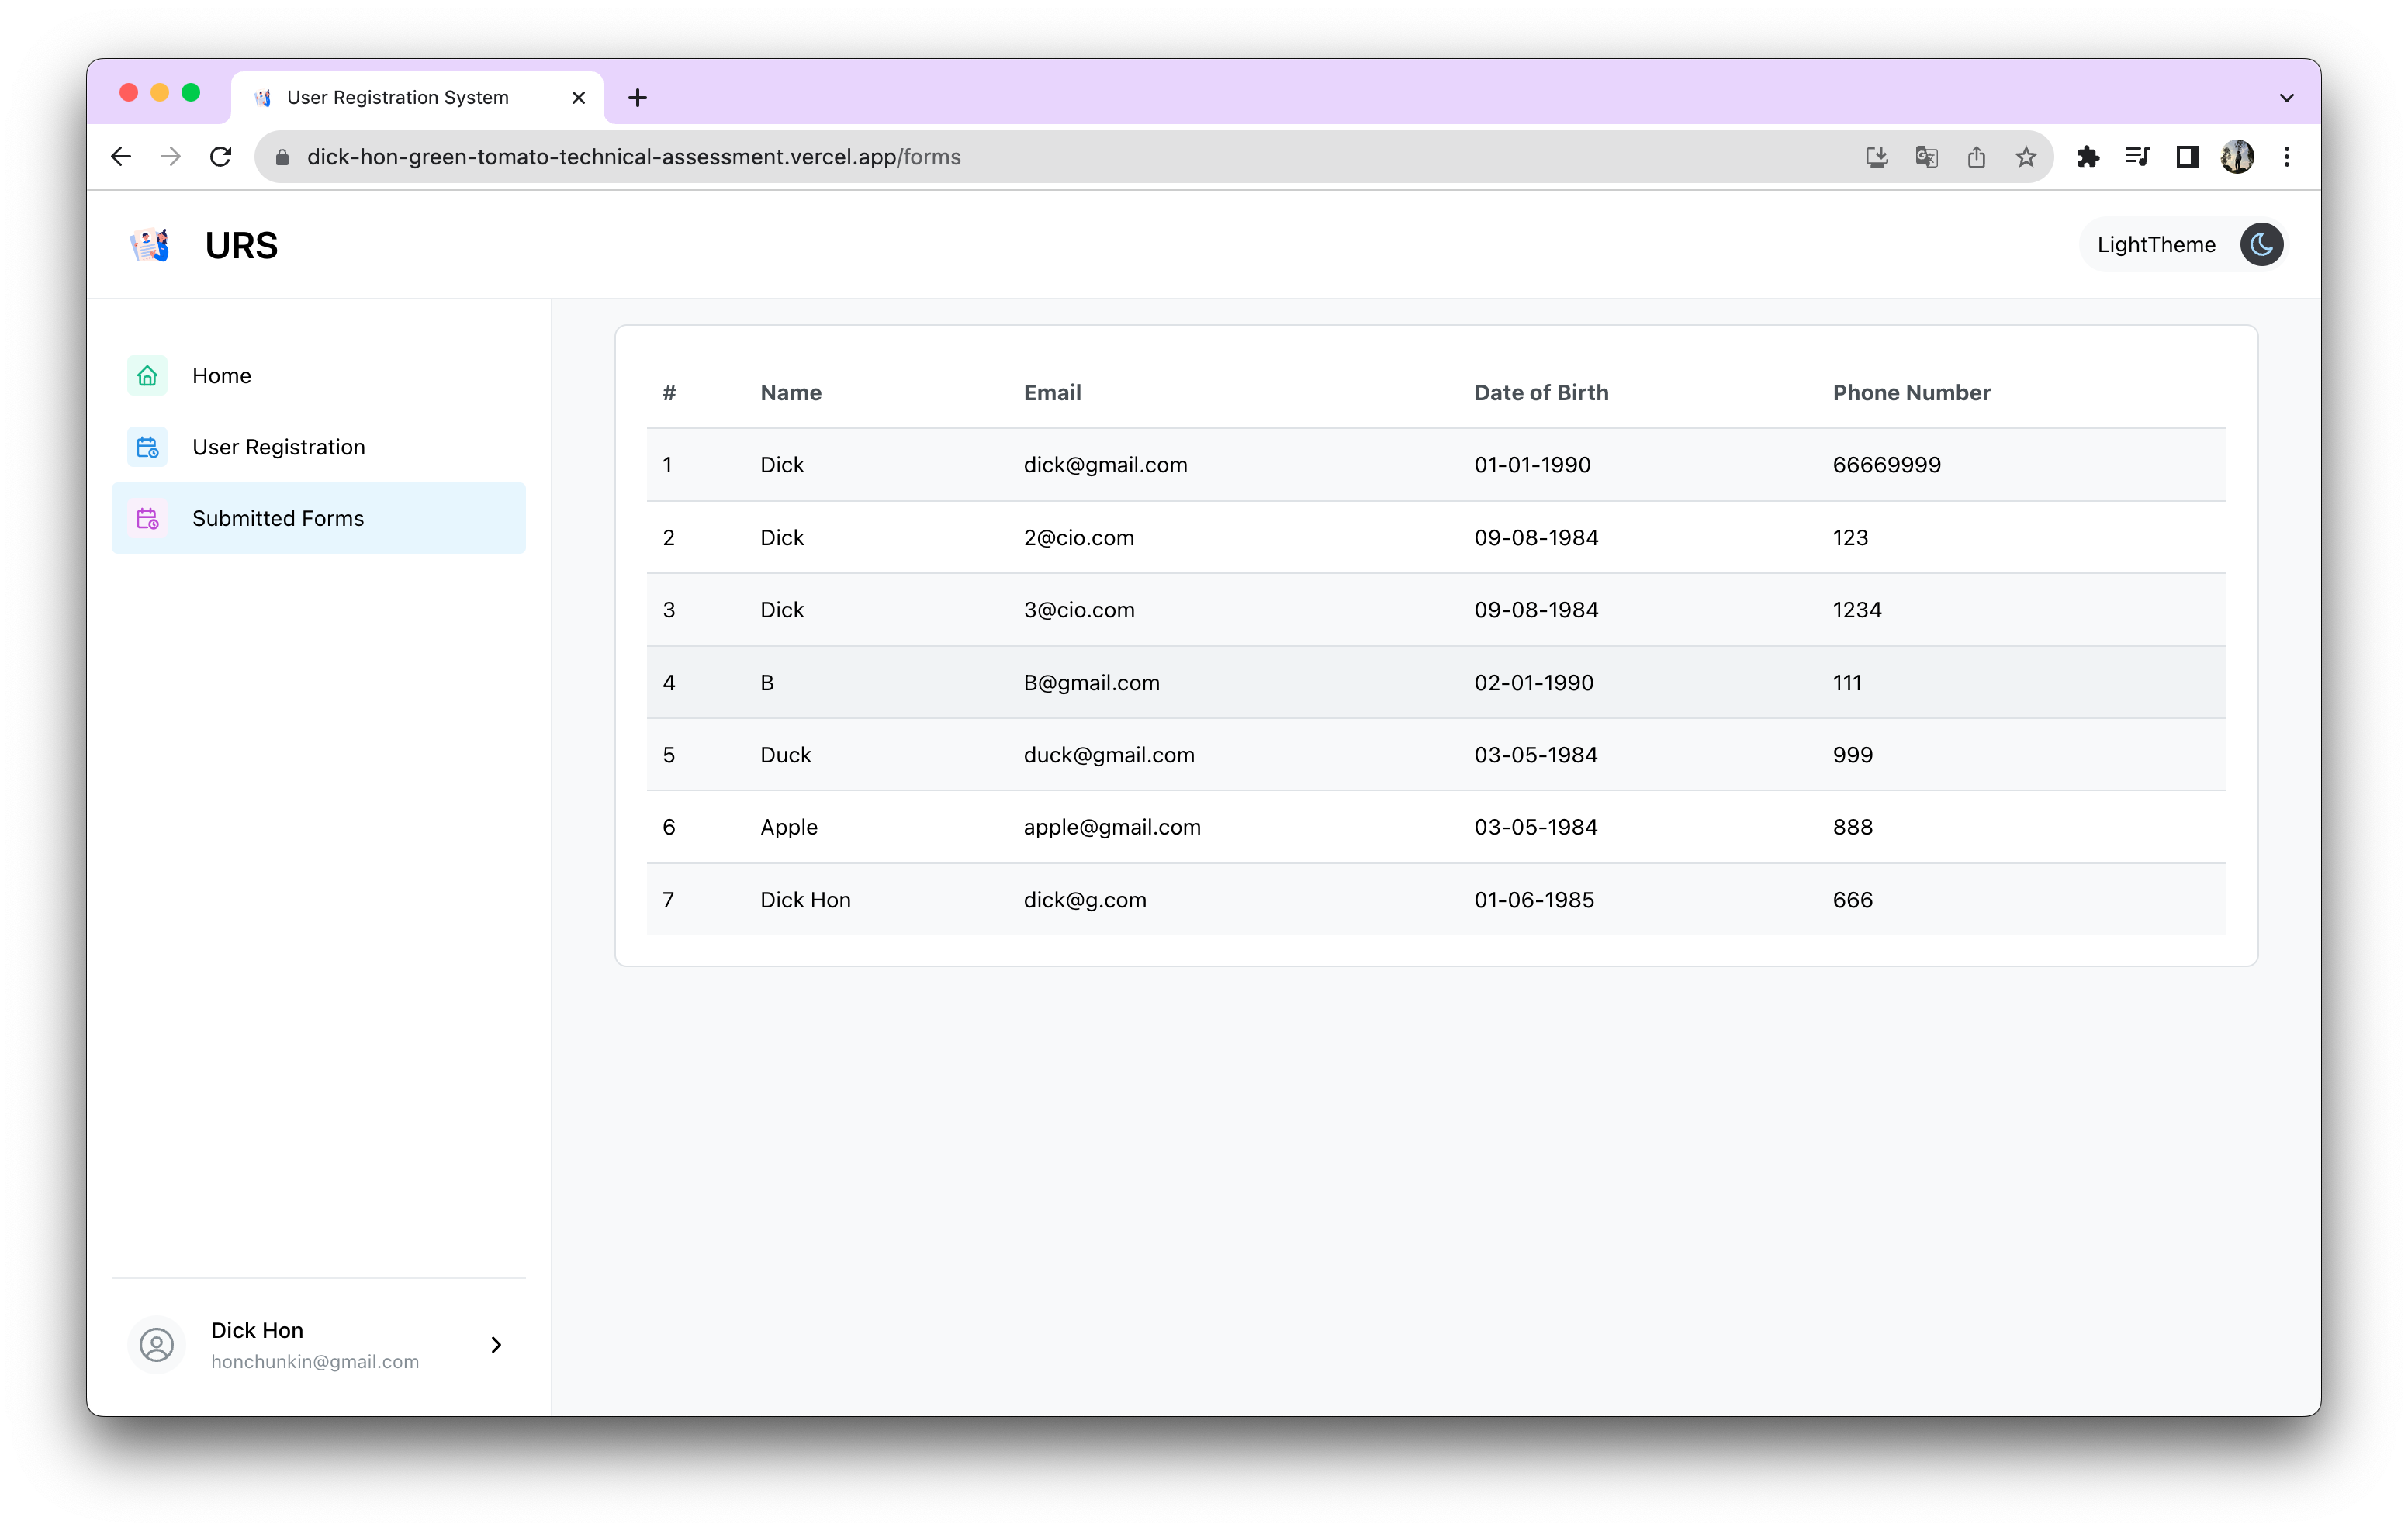 User Registration System
dick-hon-green-tomato-technical-assessment.vercel.app/forms
URS
LightTheme
Home
User Registration
Submitted Forms
# Name Email Date of Birth Phone Number
1 Dick dick@gmail.com 01-01-1990 66669999
2 Dick 2@cio.com 09-08-1984 123
3 Dick 3@cio.com 09-08-1984 1234
4 B B@gmail.com 02-01-1990 111
5 Duck duck@gmail.com 03-05-1984 999
6 Apple apple@gmail.com 03-05-1984 888
7 Dick Hon dick@g.com 01-06-1985 666
Dick Hon
honchunkin@gmail.com